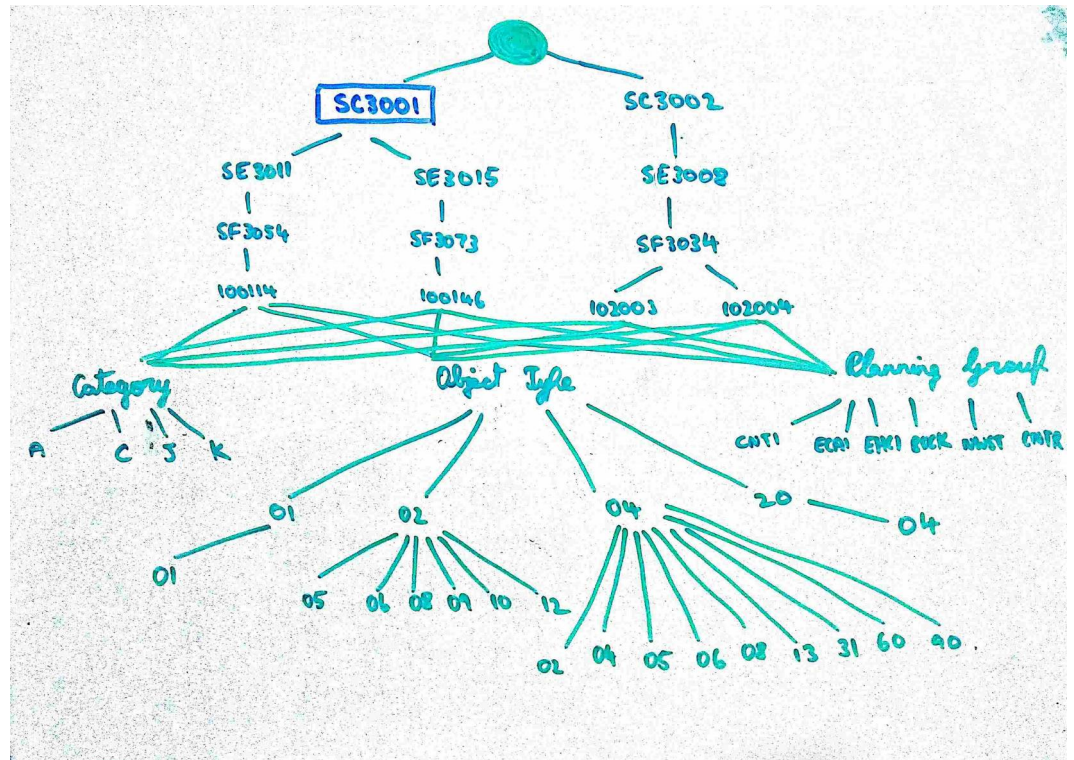 SC3001 SC3002
SE3011 SE3015 SE3008
SF3054 SF3073 SF3034
100114 100146 102003 102004
Category Object Type Planning Group
A C J K
CNT1 ECA1 EMC1 NWST CNTR
01 02 04 20 04
01
05 06 08 09 10 12
02 04 05 06 08 13 31 60 90